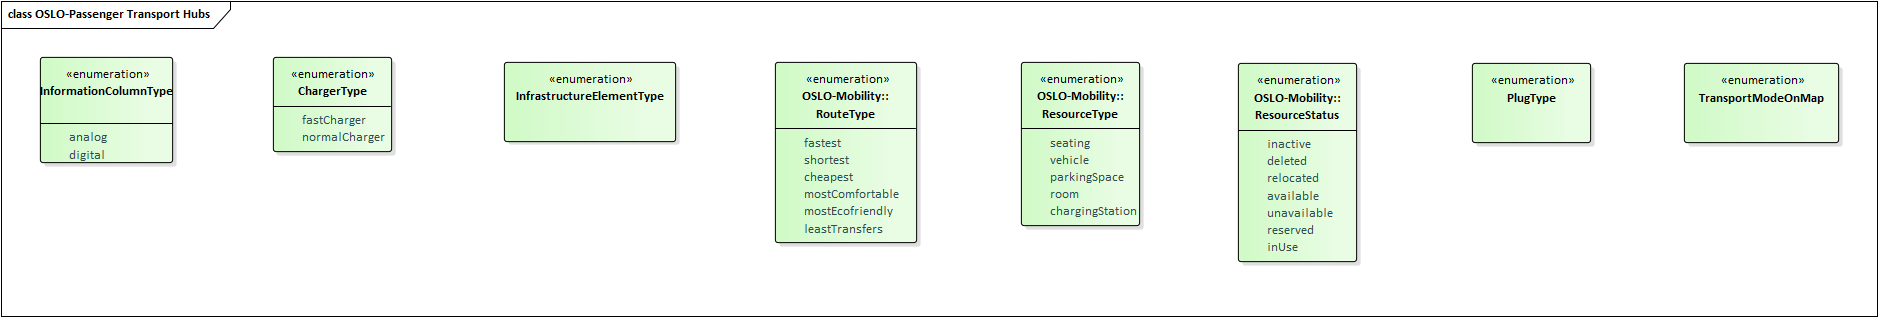 class OSLO-Passenger Transport Hubs
«enumeration»
InformationColumnType
analog
digital
«enumeration»
ChargerType
fastCharger
normalCharger
«enumeration»
InfrastructureElementType
«enumeration»
OSLO-Mobility::
RouteType
fastest
shortest
cheapest
mostComfortable
mostEcofriendly
leastTransfers
«enumeration»
OSLO-Mobility::
ResourceType
seating
vehicle
parkingSpace
room
chargingStation
«enumeration»
OSLO-Mobility::
ResourceStatus
inactive
deleted
relocated
available
unavailable
reserved
inUse
«enumeration»
PlugType
«enumeration»
TransportModeOnMap